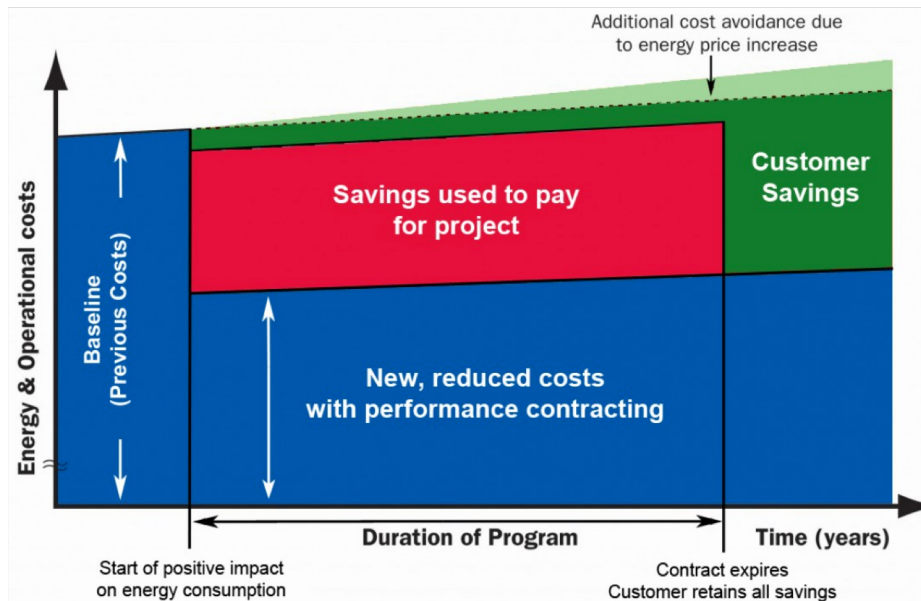 Additional cost avoidance due
to energy price increase
Energy & Operational costs
Baseline
(Previous Costs)
Savings used to pay
for project
Customer
Savings
New, reduced costs
with performance contracting
Duration of Program
Time (years)
Start of positive impact
on energy consumption
Contract expires
Customer retains all savings